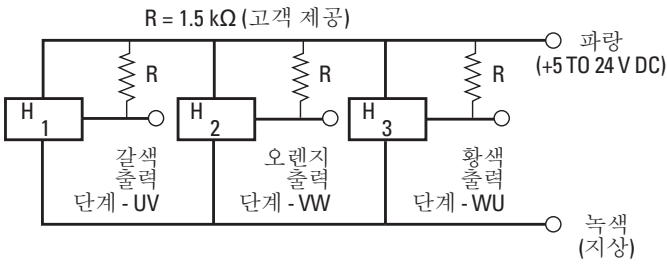 R = 1.5 kΩ (고객 제공)
파랑
(+5 TO 24 V DC)
R
R
R
H 1
H 2
H 3
갈색
출력
단계 - UV
오렌지
출력
단계 - VW
황색
출력
단계 - WU
녹색
(지상)